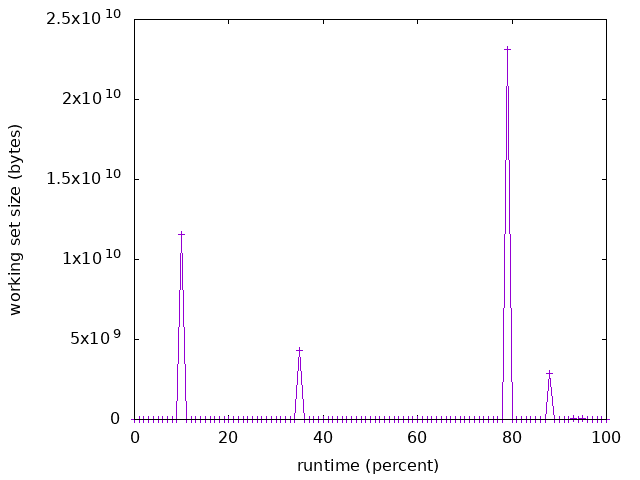 2.5x10^10
2x10^10
1.5x10^10
1x10^10
5x10^9
0
working set size (bytes)
0 20 40 60 80 100
runtime (percent)